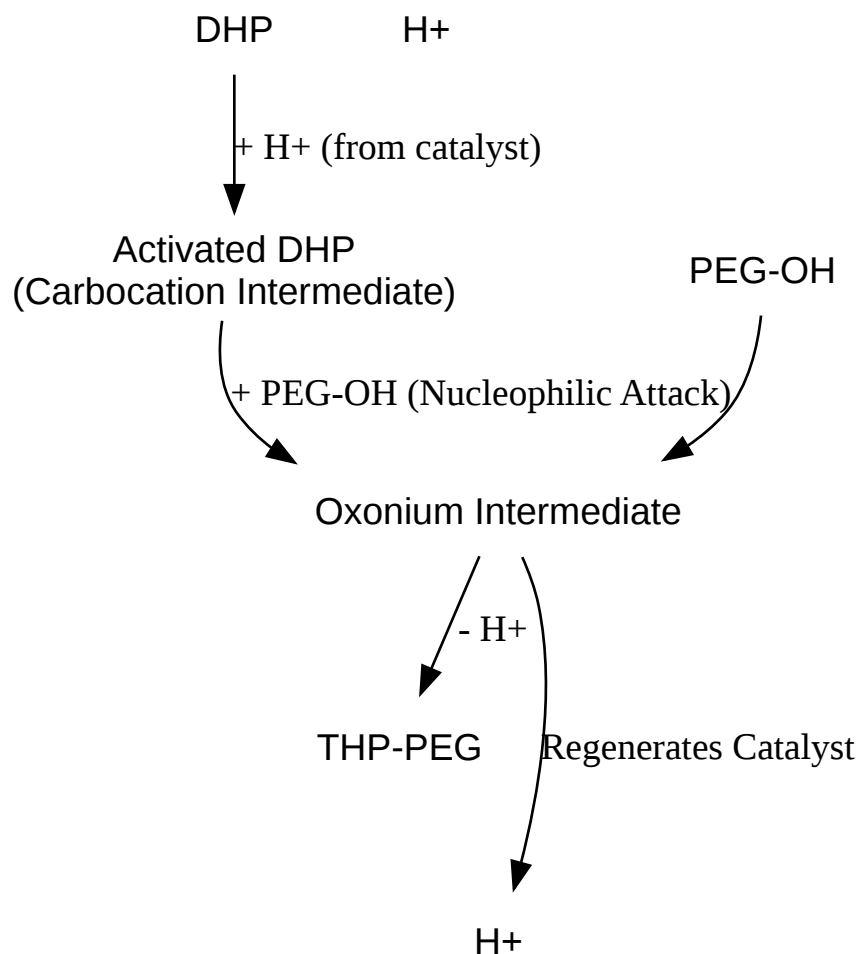 DHP
H+
+ H+ (from catalyst)
Activated DHP
(Carbocation Intermediate)
PEG-OH
+ PEG-OH (Nucleophilic Attack)
Oxonium Intermediate
- H+
THP-PEG
Regenerates Catalyst
H+